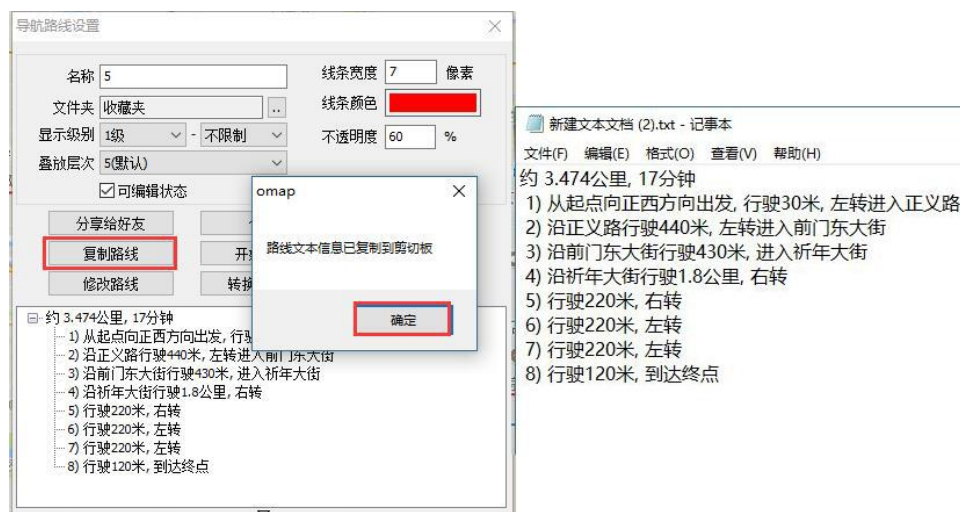 导航路线设置
名称 5
线条宽度 7 像素
文件夹 收藏夹 ..
线条颜色
显示级别 1级 - 不限制
不透明度 60 %
叠放层次 5(默认)
可编辑状态
分享给好友
复制路线
修改路线
转换
omap
路线文本信息已复制到剪切板
确定
约 3.474公里, 17分钟
1) 从起点向正西方向出发, 行驶
2) 沿正义路行驶440米, 左转进入前门东大街
3) 沿前门东大街行驶430米, 进入祈年大街
4) 沿祈年大街行驶1.8公里, 右转
5) 行驶220米, 右转
6) 行驶220米, 左转
7) 行驶220米, 左转
8) 行驶120米, 到达终点
新建文本文档 (2).txt - 记事本
文件(F) 编辑(E) 格式(O) 查看(V) 帮助(H)
约 3.474公里, 17分钟
1) 从起点向正西方向出发, 行驶30米, 左转进入正义路
2) 沿正义路行驶440米, 左转进入前门东大街
3) 沿前门东大街行驶430米, 进入祈年大街
4) 沿祈年大街行驶1.8公里, 右转
5) 行驶220米, 右转
6) 行驶220米, 左转
7) 行驶220米, 左转
8) 行驶120米, 到达终点